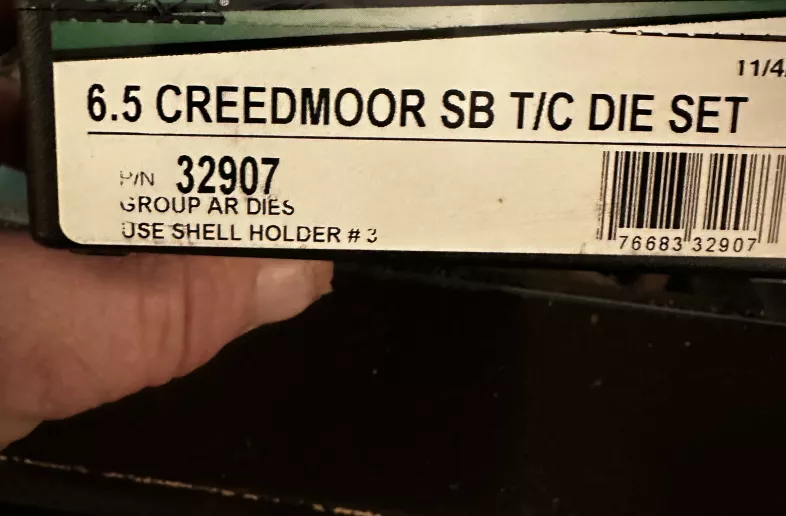 11/4
6.5 CREEDMOOR SB T/C DIE SET
P/N 32907
GROUP AR DIES
USE SHELL HOLDER # 3
76683 32907